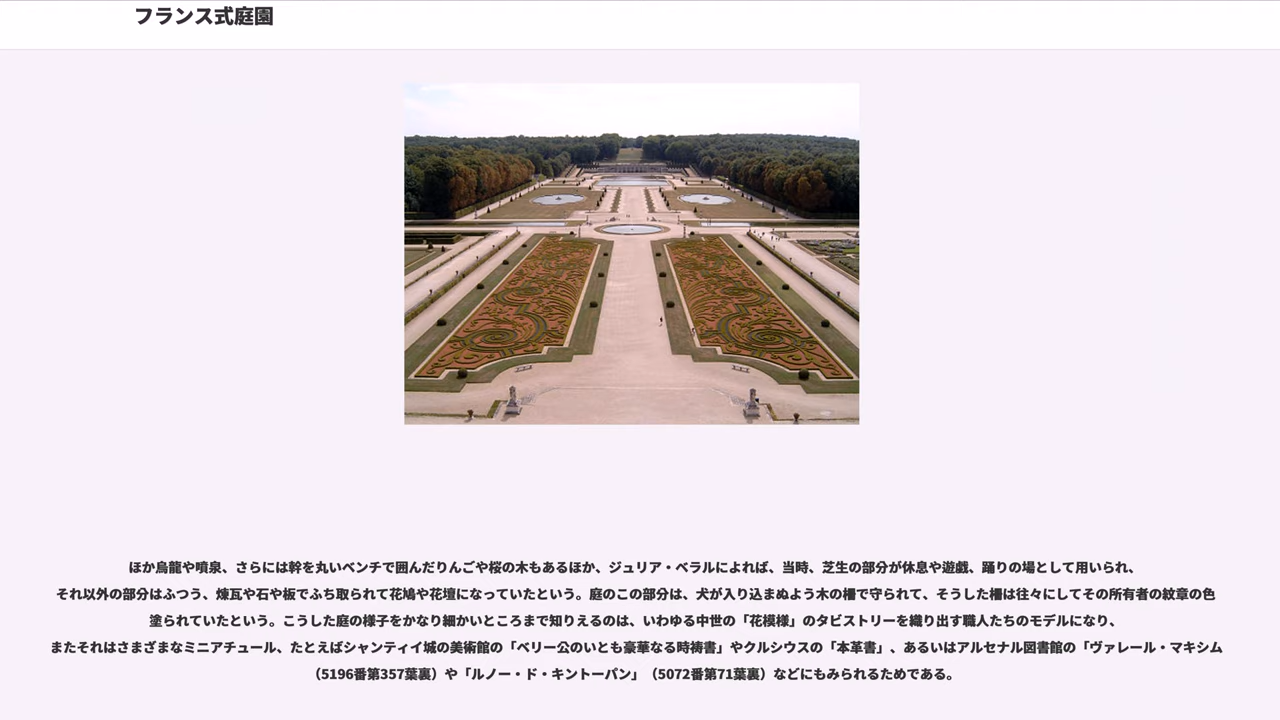 フランス式庭園
ほか鳥龍や噴泉、さらには幹を丸いベンチで囲んだりんごや桜の木もあるほか、ジュリア・ベラルによれば、当時、芝生の部分が休息や遊戯、踊りの場として用いられ、
それ以外の部分はふつう、煉瓦や石や板でふち取られて花鳩や花壇になっていたという。庭のこの部分は、犬が入り込まぬよう木の柵で守られて、そうした柵は往々にしてその所有者の紋章の色
塗られていたという。こうした庭の様子をかなり細かいところまで知りえるのは、いわゆる中世の「花模様」のタピストリーを織り出す職人たちのモデルになり、
またそれはさまざまなミニアチュール、たとえばシャンティイ城の美術館の「ベリー公のいとも豪華なる時祷書」やクルシウスの「本革書」、あるいはアルセナル図書館の「ヴァレール・マキシム
（5196番第357葉裏）や「ルノー・ド・キントーパン」（5072番第71葉裏）などにもみられるためである。